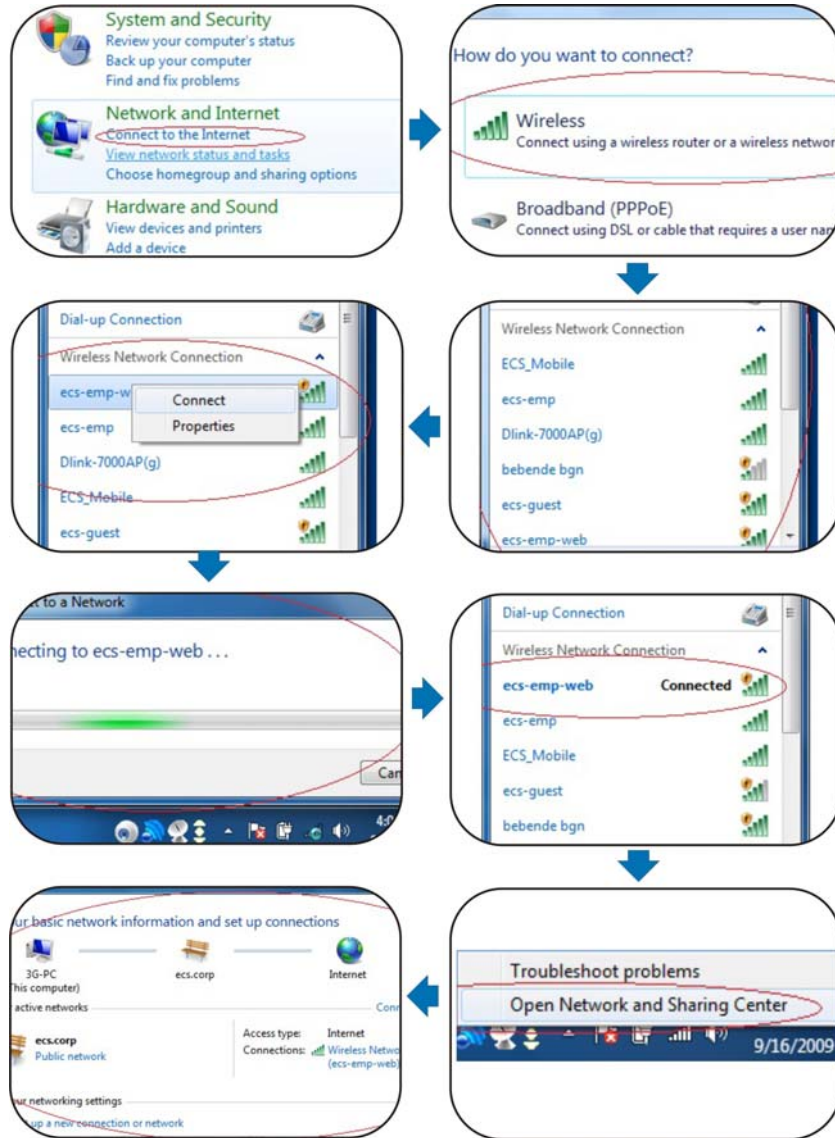 System and Security
Review your computer's status
Back up your computer
Find and fix problems
Network and Internet
Connect to the Internet
View network status and tasks
Choose homegroup and sharing options
Hardware and Sound
View devices and printers
Add a device
How do you want to connect?
Wireless
Connect using a wireless router or a wireless networ
Broadband (PPPoE)
Connect using DSL or cable that requires a user nam
Wireless Network Connection
ECS_Mobile
ecs-emp
Dlink-7000AP(g)
bebende bgn
ecs-guest
ecs-emp-web
Dial-up Connection
Wireless Network Connection
ecs-emp-w
Connect
Properties
ecs-emp
Dlink-7000AP(g)
ECS_Mobile
ecs-guest
ct to a Network
necting to ecs-emp-web ...
Can
4:0
Dial-up Connection
Wireless Network Connection
ecs-emp-web Connected
ecs-emp
ECS_Mobile
ecs-guest
bebende bgn
Troubleshoot problems
Open Network and Sharing Center
9/16/2009
ur basic network information and set up connections
3G-PC
his computer)
ecs.corp
Internet
active networks
Conn
ecs.corp
Public network
Access type: Internet
Connections: Wireless Netwo
(ecs-emp-web)
ur networking settings
up a new connection or network